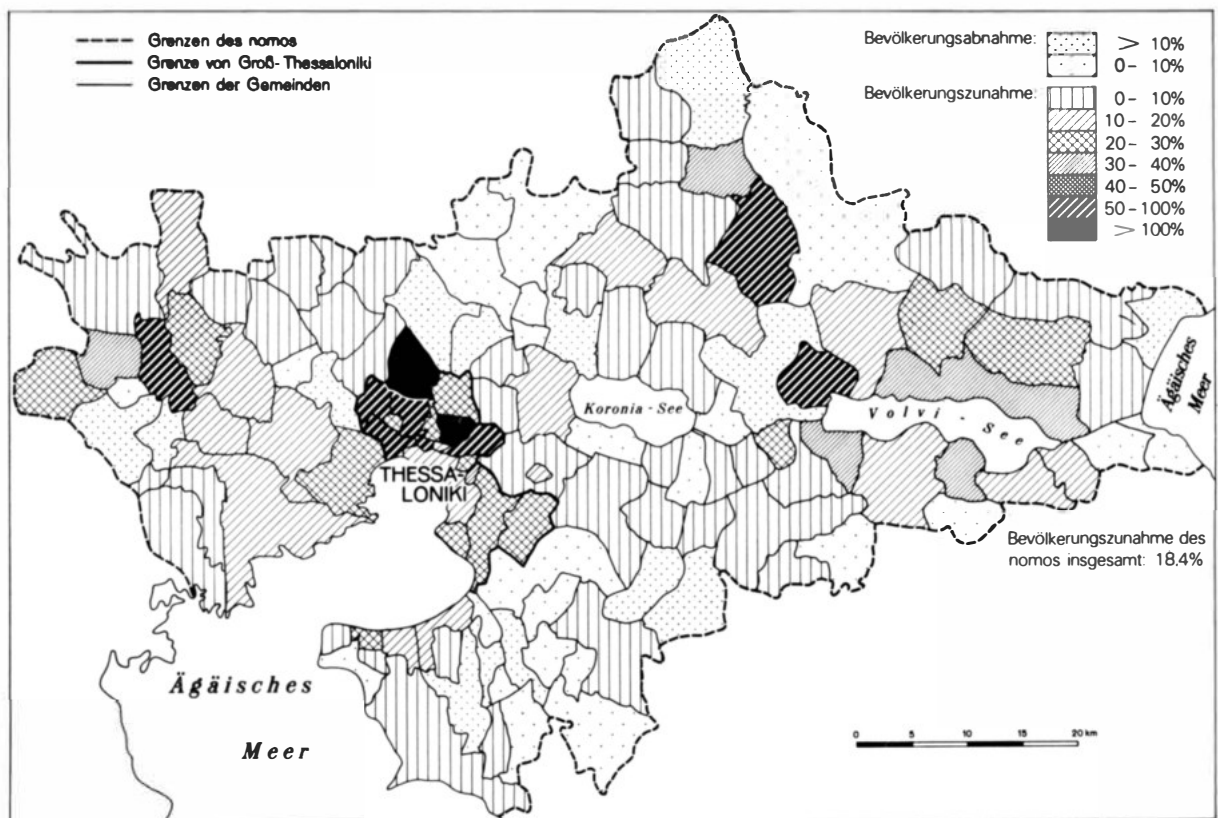 Grenzen des nomos
Grenze von Groß-Thessaloniki
Grenzen der Gemeinden
Bevölkerungsabnahme:
> 10%
0- 10%
Bevölkerungszunahme:
0- 10%
10- 20%
20- 30%
30- 40%
40- 50%
50-100%
> 100%
Koronia-See
Volvi-See
Ägäisches
Meer
THESSA-
LONIKI
Bevölkerungszunahme des
nomos insgesamt: 18.4%
Ägäisches
Meer
0 5 10 15 20 km